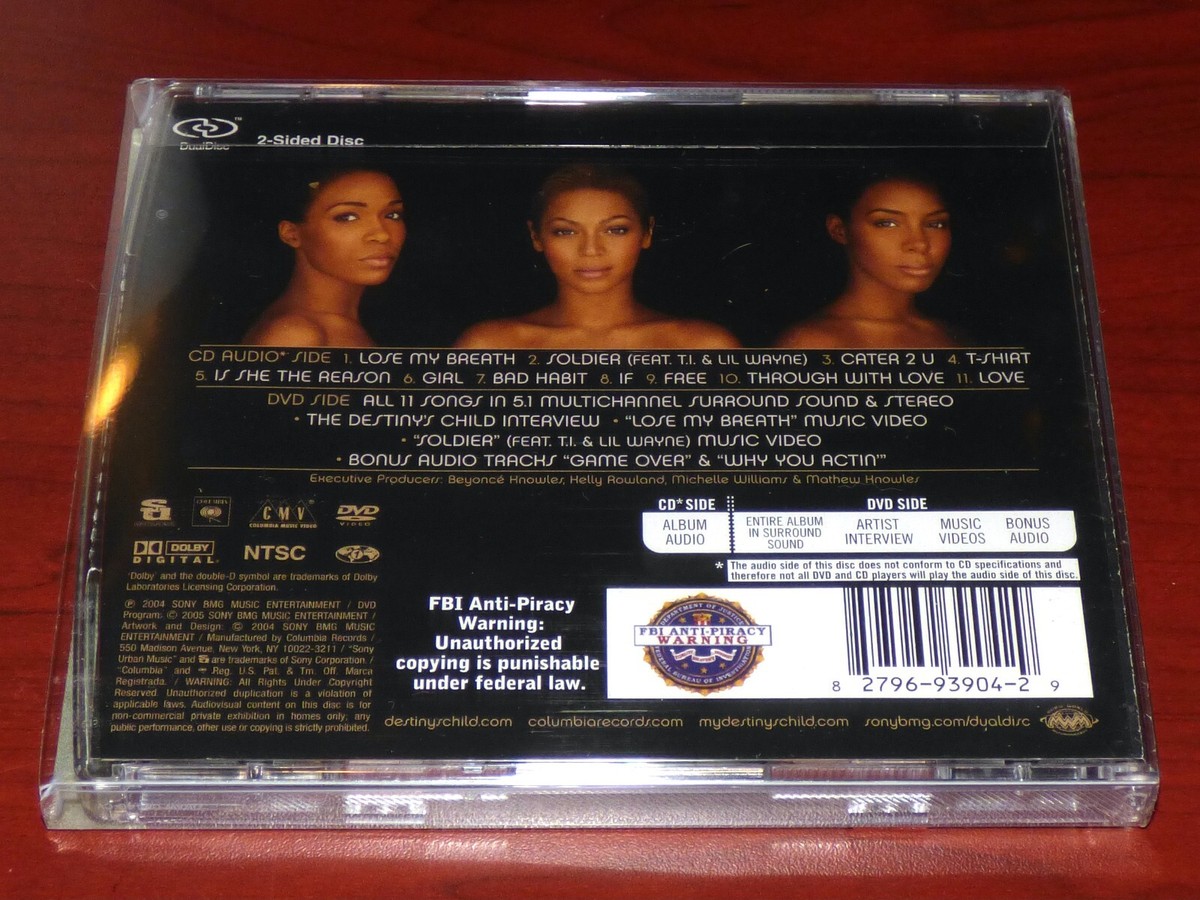 DualDisc™ 2-Sided Disc
CD AUDIO* SIDE 1. LOSE MY BREATH 2. SOLDIER (FEAT. T.I. & LIL WAYNE) 3. CATER 2 U 4. T-SHIRT
5. IS SHE THE REASON 6. GIRL 7. BAD HABIT 8. IF 9. FREE 10. THROUGH WITH LOVE 11. LOVE
DVD SIDE ALL 11 SONGS IN 5.1 MULTICHANNEL SURROUND SOUND & STEREO
• THE DESTINY'S CHILD INTERVIEW • "LOSE MY BREATH" MUSIC VIDEO
• "SOLDIER" (FEAT. T.I. & LIL WAYNE) MUSIC VIDEO
• BONUS AUDIO TRACKS "GAME OVER" & "WHY YOU ACTIN'"
Executive Producers: Beyoncé Knowles, Kelly Rowland, Michelle Williams & Mathew Knowles
COLUMBIA
CMV
COLUMBIA MUSIC VIDEO
DVD
VIDEO
DOLBY
DIGITAL
NTSC
'Dolby' and the double-D symbol are trademarks of Dolby
Laboratories Licensing Corporation.
℗ 2004 SONY BMG MUSIC ENTERTAINMENT / DVD
Program: © 2005 SONY BMG MUSIC ENTERTAINMENT /
Artwork and Design: © 2004 SONY BMG MUSIC
ENTERTAINMENT / Manufactured by Columbia Records /
550 Madison Avenue, New York, NY 10022-3211 / "Sony
Urban Music" and are trademarks of Sony Corporation. /
"Columbia" and Reg. U.S. Pat. & Tm. Off. Marca
Registrada. / WARNING: All Rights Under Copyright
Reserved. Unauthorized duplication is a violation of
applicable laws. Audiovisual content on this disc is for
non-commercial private exhibition in homes only; any
public performance, other use or copying is strictly prohibited.
CD* SIDE DVD SIDE
ALBUM AUDIO
ENTIRE ALBUM IN SURROUND SOUND
ARTIST INTERVIEW
MUSIC VIDEOS
BONUS AUDIO
* The audio side of this disc does not conform to CD specifications and
therefore not all DVD and CD players will play the audio side of this disc.
FBI Anti-Piracy
Warning:
Unauthorized
copying is punishable
under federal law.
DEPARTMENT OF JUSTICE
FBI ANTI-PIRACY
WARNING
FEDERAL BUREAU OF INVESTIGATION
8 2796-93904-2 9
destinyschild.com columbiarecords.com mydestinyschild.com sonybmg.com/dualdisc